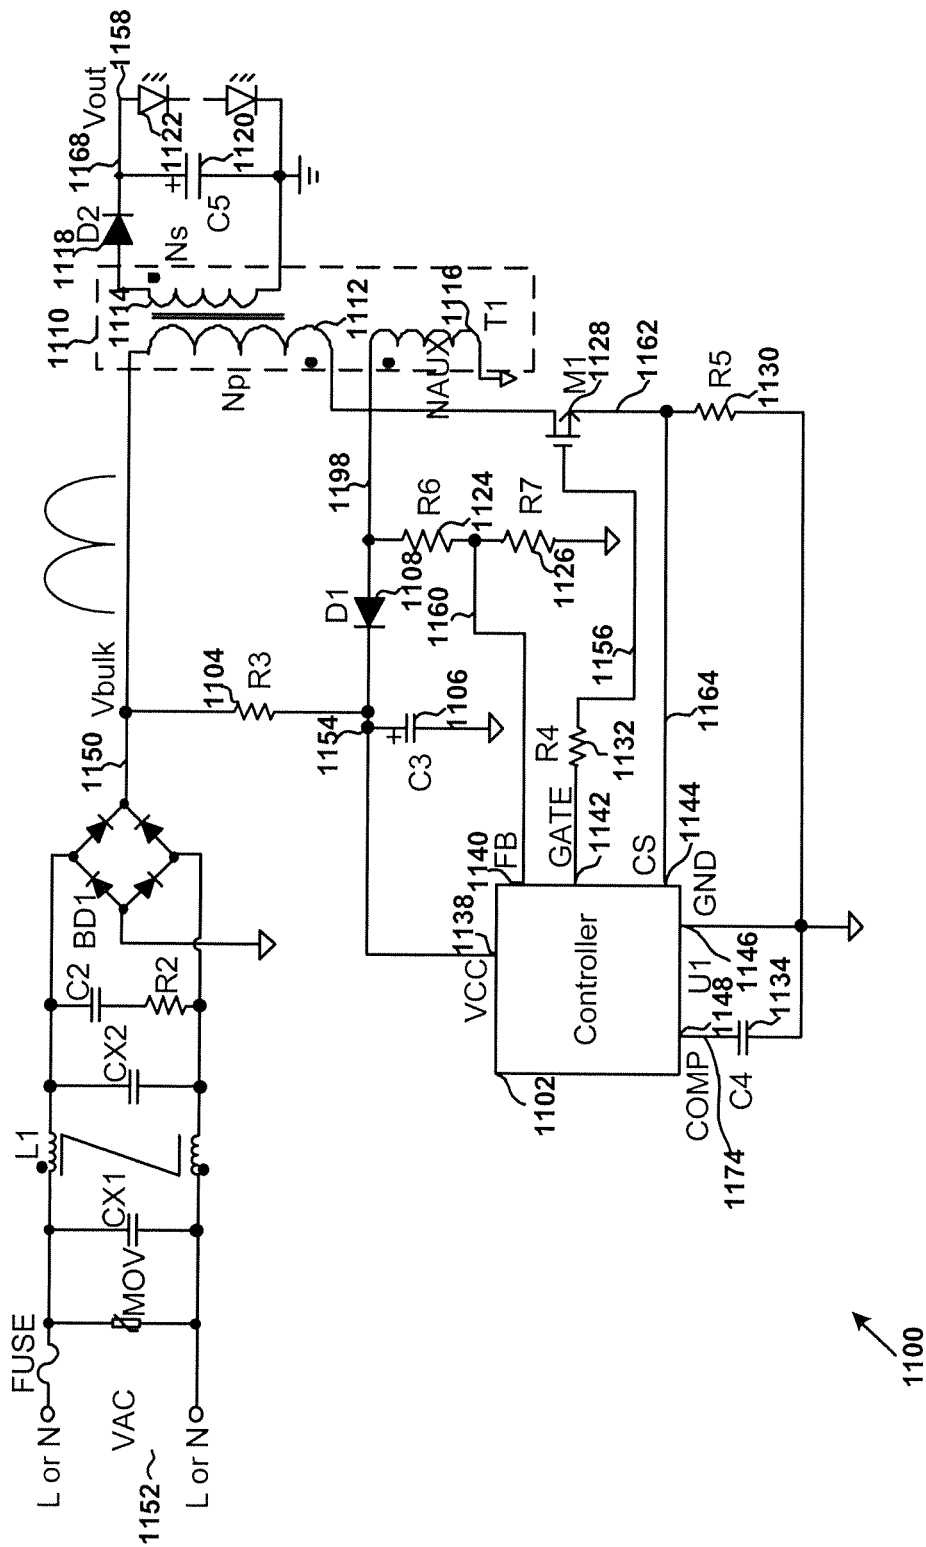 1158
Vout
1168
1122
1120
C5
1118
D2
Ns
1110
1114
1112
1116
T1
Np
NAUX
M1
1128
1162
R5
1130
1198
R6
1124
R7
1126
D1
1108
1160
1156
Vbulk
1150
1104
R3
1154
1106
C3
R4
1132
1164
BD1
C2
R2
CX2
L1
CX1
MOV
FUSE
L or N
VAC
L or N
1152
1138
VCC
1140
FB
GATE
1142
CS
1144
GND
1146
U1
1148
1134
Controller
1102
COMP
C4
1174
1100
+
+